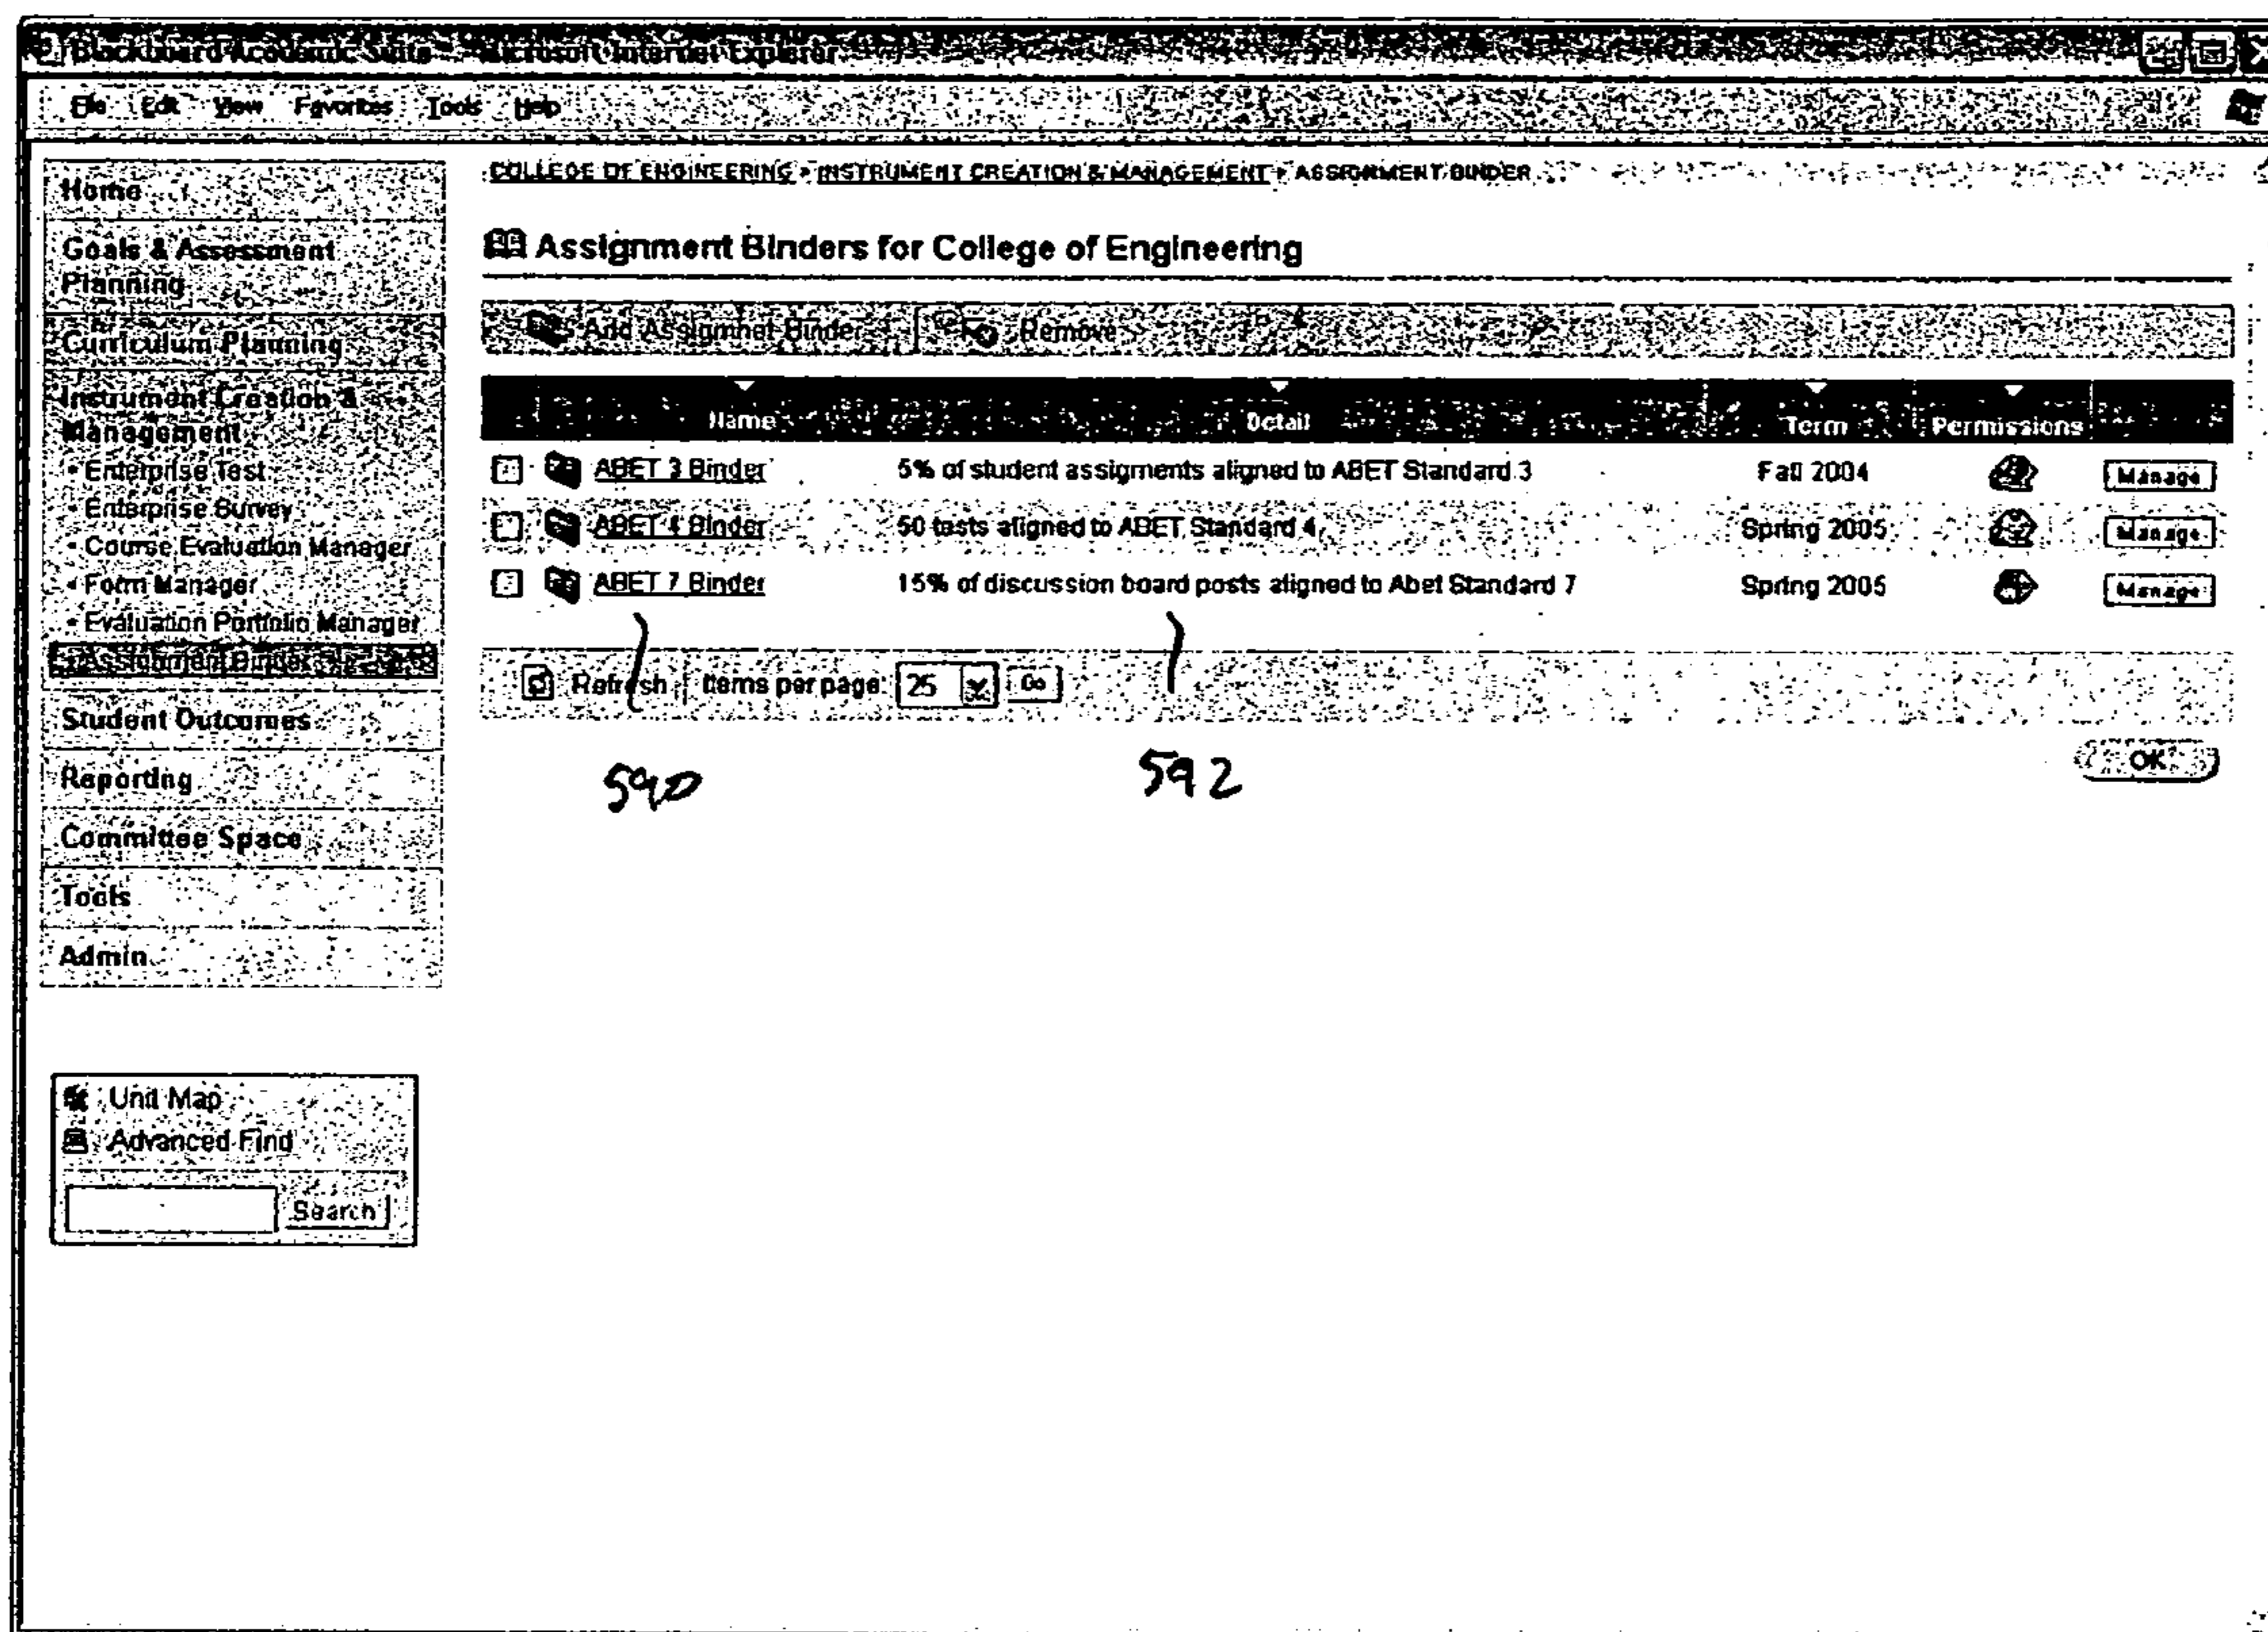 Blackboard Academic Suite - Microsoft Internet Explorer
File Edit View Favorites Tools Help
COLLEGE OF ENGINEERING > INSTRUMENT CREATION & MANAGEMENT > ASSIGNMENT BINDER
Home
Goals & Assessment
Planning
Curriculum Planning
Instrument Creation &
Management
• Enterprise Test
• Enterprise Survey
• Course Evaluation Manager
• Form Manager
• Evaluation Portfolio Manager
• Assignment Binder
Student Outcomes
Reporting
Committee Space
Tools
Admin
Unit Map
Advanced Find
Search
Assignment Binders for College of Engineering
Add Assignmnet Binder Remove
Name Detail Term Permissions
ABET 3 Binder 5% of student assigments aligned to ABET Standard 3 Fall 2004 Manage
ABET 4 Binder 50 tests aligned to ABET Standard 4 Spring 2005 Manage
ABET 7 Binder 15% of discussion board posts aligned to Abet Standard 7 Spring 2005 Manage
Refresh Items per page: 25 Go
OK
590 592